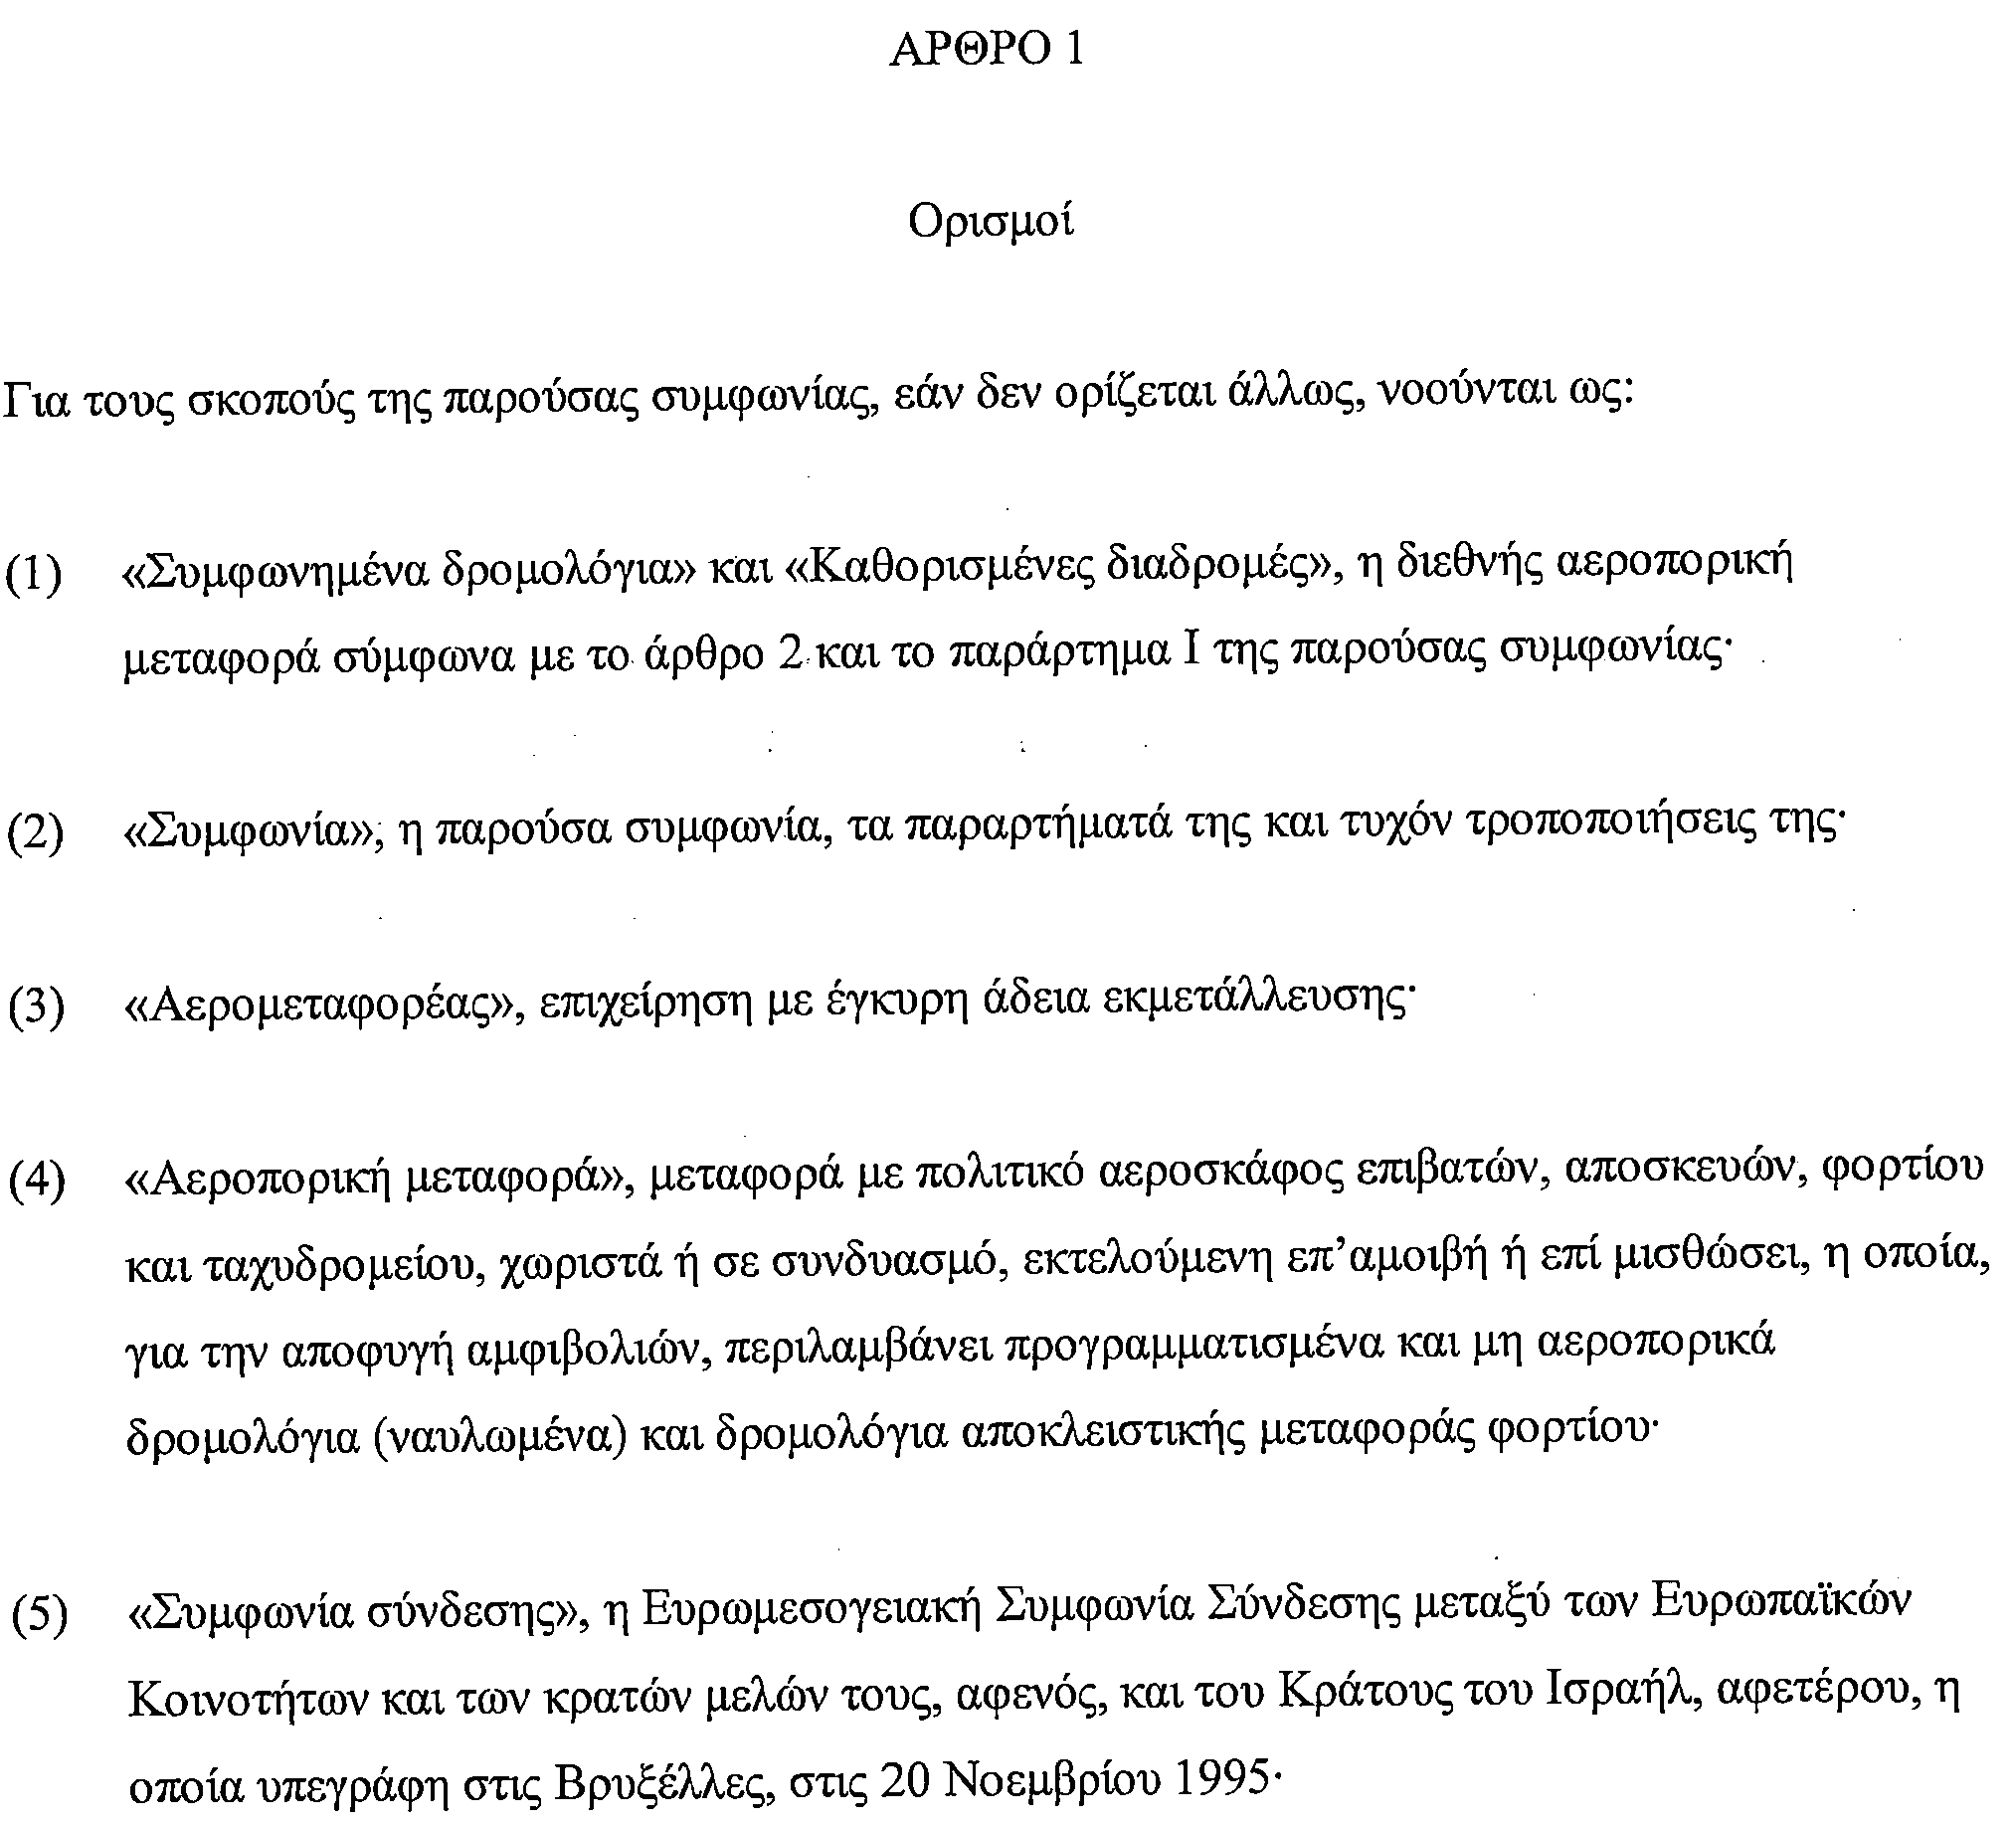 ΑΡΘΡΟ 1
Ορισμοί
Για τους σκοπούς της παρούσας συμφωνίας, εάν δεν ορίζεται άλλως, νοούνται ως:
(1) «Συμφωνημένα δρομολόγια» και «Καθορισμένες διαδρομές», η διεθνής αεροπορική
μεταφορά σύμφωνα με το άρθρο 2 και το παράρτημα Ι της παρούσας συμφωνίας·
(2) «Συμφωνία», η παρούσα συμφωνία, τα παραρτήματά της και τυχόν τροποποιήσεις της·
(3) «Αερομεταφορέας», επιχείρηση με έγκυρη άδεια εκμετάλλευσης·
(4) «Αεροπορική μεταφορά», μεταφορά με πολιτικό αεροσκάφος επιβατών, αποσκευών, φορτίου
και ταχυδρομείου, χωριστά ή σε συνδυασμό, εκτελούμενη επ’αμοιβή ή επί μισθώσει, η οποία,
για την αποφυγή αμφιβολιών, περιλαμβάνει προγραμματισμένα και μη αεροπορικά
δρομολόγια (ναυλωμένα) και δρομολόγια αποκλειστικής μεταφοράς φορτίου·
(5) «Συμφωνία σύνδεσης», η Ευρωμεσογειακή Συμφωνία Σύνδεσης μεταξύ των Ευρωπαϊκών
Κοινοτήτων και των κρατών μελών τους, αφενός, και του Κράτους του Ισραήλ, αφετέρου, η
οποία υπεγράφη στις Βρυξέλλες, στις 20 Νοεμβρίου 1995·